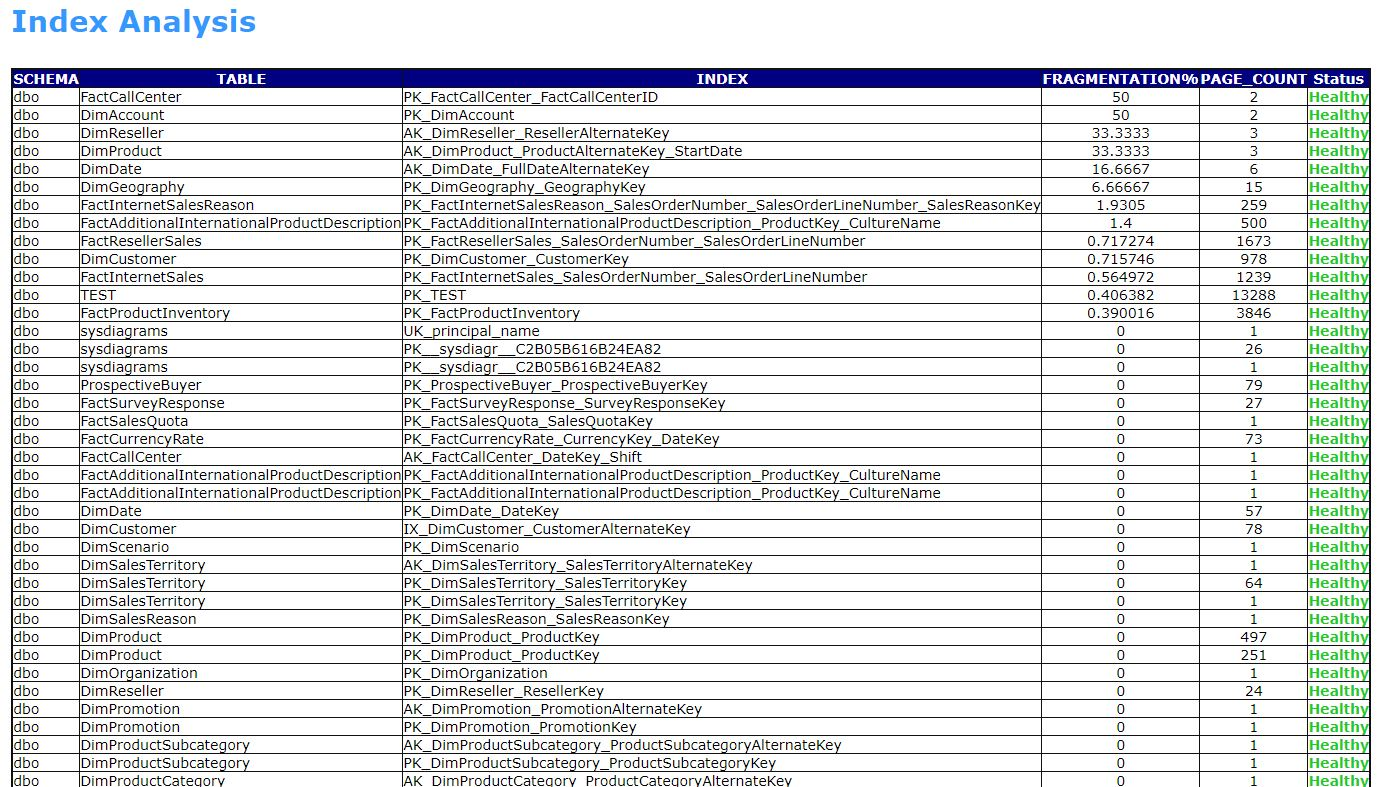 Index Analysis
SCHEMA TABLE INDEX FRAGMENTATION% PAGE_COUNT Status
dbo FactCallCenter PK_FactCallCenter_FactCallCenterID 50 2 Healthy
dbo DimAccount PK_DimAccount 50 2 Healthy
dbo DimReseller AK_DimReseller_ResellerAlternateKey 33.3333 3 Healthy
dbo DimProduct AK_DimProduct_ProductAlternateKey_StartDate 33.3333 3 Healthy
dbo DimDate AK_DimDate_FullDateAlternateKey 16.6667 6 Healthy
dbo DimGeography PK_DimGeography_GeographyKey 6.66667 15 Healthy
dbo FactInternetSalesReason PK_FactInternetSalesReason_SalesOrderNumber_SalesOrderLineNumber_SalesReasonKey 1.9305 259 Healthy
dbo FactAdditionalInternationalProductDescription PK_FactAdditionalInternationalProductDescription_ProductKey_CultureName 1.4 500 Healthy
dbo FactResellerSales PK_FactResellerSales_SalesOrderNumber_SalesOrderLineNumber 0.717274 1673 Healthy
dbo DimCustomer PK_DimCustomer_CustomerKey 0.715746 978 Healthy
dbo FactInternetSales PK_FactInternetSales_SalesOrderNumber_SalesOrderLineNumber 0.564972 1239 Healthy
dbo TEST PK_TEST 0.406382 13288 Healthy
dbo FactProductInventory PK_FactProductInventory 0.390016 3846 Healthy
dbo sysdiagrams UK_principal_name 0 1 Healthy
dbo sysdiagrams PK__sysdiagr__C2B05B616B24EA82 0 26 Healthy
dbo sysdiagrams PK__sysdiagr__C2B05B616B24EA82 0 1 Healthy
dbo ProspectiveBuyer PK_ProspectiveBuyer_ProspectiveBuyerKey 0 79 Healthy
dbo FactSurveyResponse PK_FactSurveyResponse_SurveyResponseKey 0 27 Healthy
dbo FactSalesQuota PK_FactSalesQuota_SalesQuotaKey 0 1 Healthy
dbo FactCurrencyRate PK_FactCurrencyRate_CurrencyKey_DateKey 0 73 Healthy
dbo FactCallCenter AK_FactCallCenter_DateKey_Shift 0 1 Healthy
dbo FactAdditionalInternationalProductDescription PK_FactAdditionalInternationalProductDescription_ProductKey_CultureName 0 1 Healthy
dbo FactAdditionalInternationalProductDescription PK_FactAdditionalInternationalProductDescription_ProductKey_CultureName 0 1 Healthy
dbo DimDate PK_DimDate_DateKey 0 57 Healthy
dbo DimCustomer IX_DimCustomer_CustomerAlternateKey 0 78 Healthy
dbo DimScenario PK_DimScenario 0 1 Healthy
dbo DimSalesTerritory AK_DimSalesTerritory_SalesTerritoryAlternateKey 0 1 Healthy
dbo DimSalesTerritory PK_DimSalesTerritory_SalesTerritoryKey 0 64 Healthy
dbo DimSalesTerritory PK_DimSalesTerritory_SalesTerritoryKey 0 1 Healthy
dbo DimSalesReason PK_DimSalesReason_SalesReasonKey 0 1 Healthy
dbo DimProduct PK_DimProduct_ProductKey 0 497 Healthy
dbo DimProduct PK_DimProduct_ProductKey 0 251 Healthy
dbo DimOrganization PK_DimOrganization 0 1 Healthy
dbo DimReseller PK_DimReseller_ResellerKey 0 24 Healthy
dbo DimPromotion AK_DimPromotion_PromotionAlternateKey 0 1 Healthy
dbo DimPromotion PK_DimPromotion_PromotionKey 0 1 Healthy
dbo DimProductSubcategory AK_DimProductSubcategory_ProductSubcategoryAlternateKey 0 1 Healthy
dbo DimProductSubcategory PK_DimProductSubcategory_ProductSubcategoryKey 0 1 Healthy
dbo DimProductCategory AK_DimProductCategory_ProductCategoryAlternateKey 0 1 Healthy